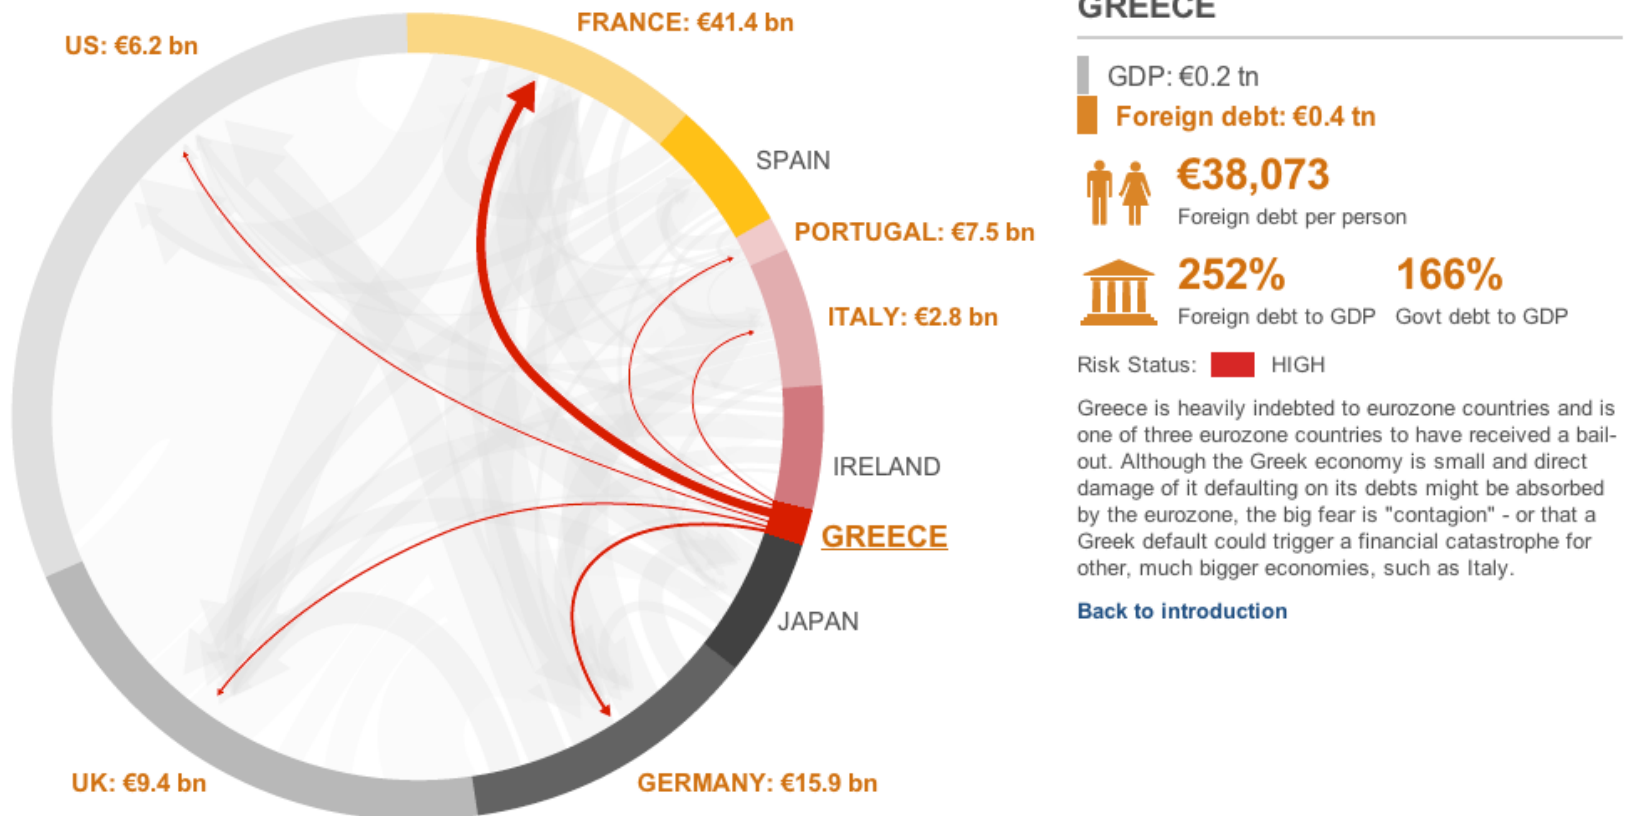 FRANCE: €41.4 bn
US: €6.2 bn
SPAIN
PORTUGAL: €7.5 bn
ITALY: €2.8 bn
IRELAND
GREECE
JAPAN
UK: €9.4 bn
GERMANY: €15.9 bn
GREECE
GDP: €0.2 tn
Foreign debt: €0.4 tn
€38,073
Foreign debt per person
252% 166%
Foreign debt to GDP Govt debt to GDP
Risk Status: HIGH
Greece is heavily indebted to eurozone countries and is
one of three eurozone countries to have received a bail-
out. Although the Greek economy is small and direct
damage of it defaulting on its debts might be absorbed
by the eurozone, the big fear is "contagion" - or that a
Greek default could trigger a financial catastrophe for
other, much bigger economies, such as Italy.
Back to introduction